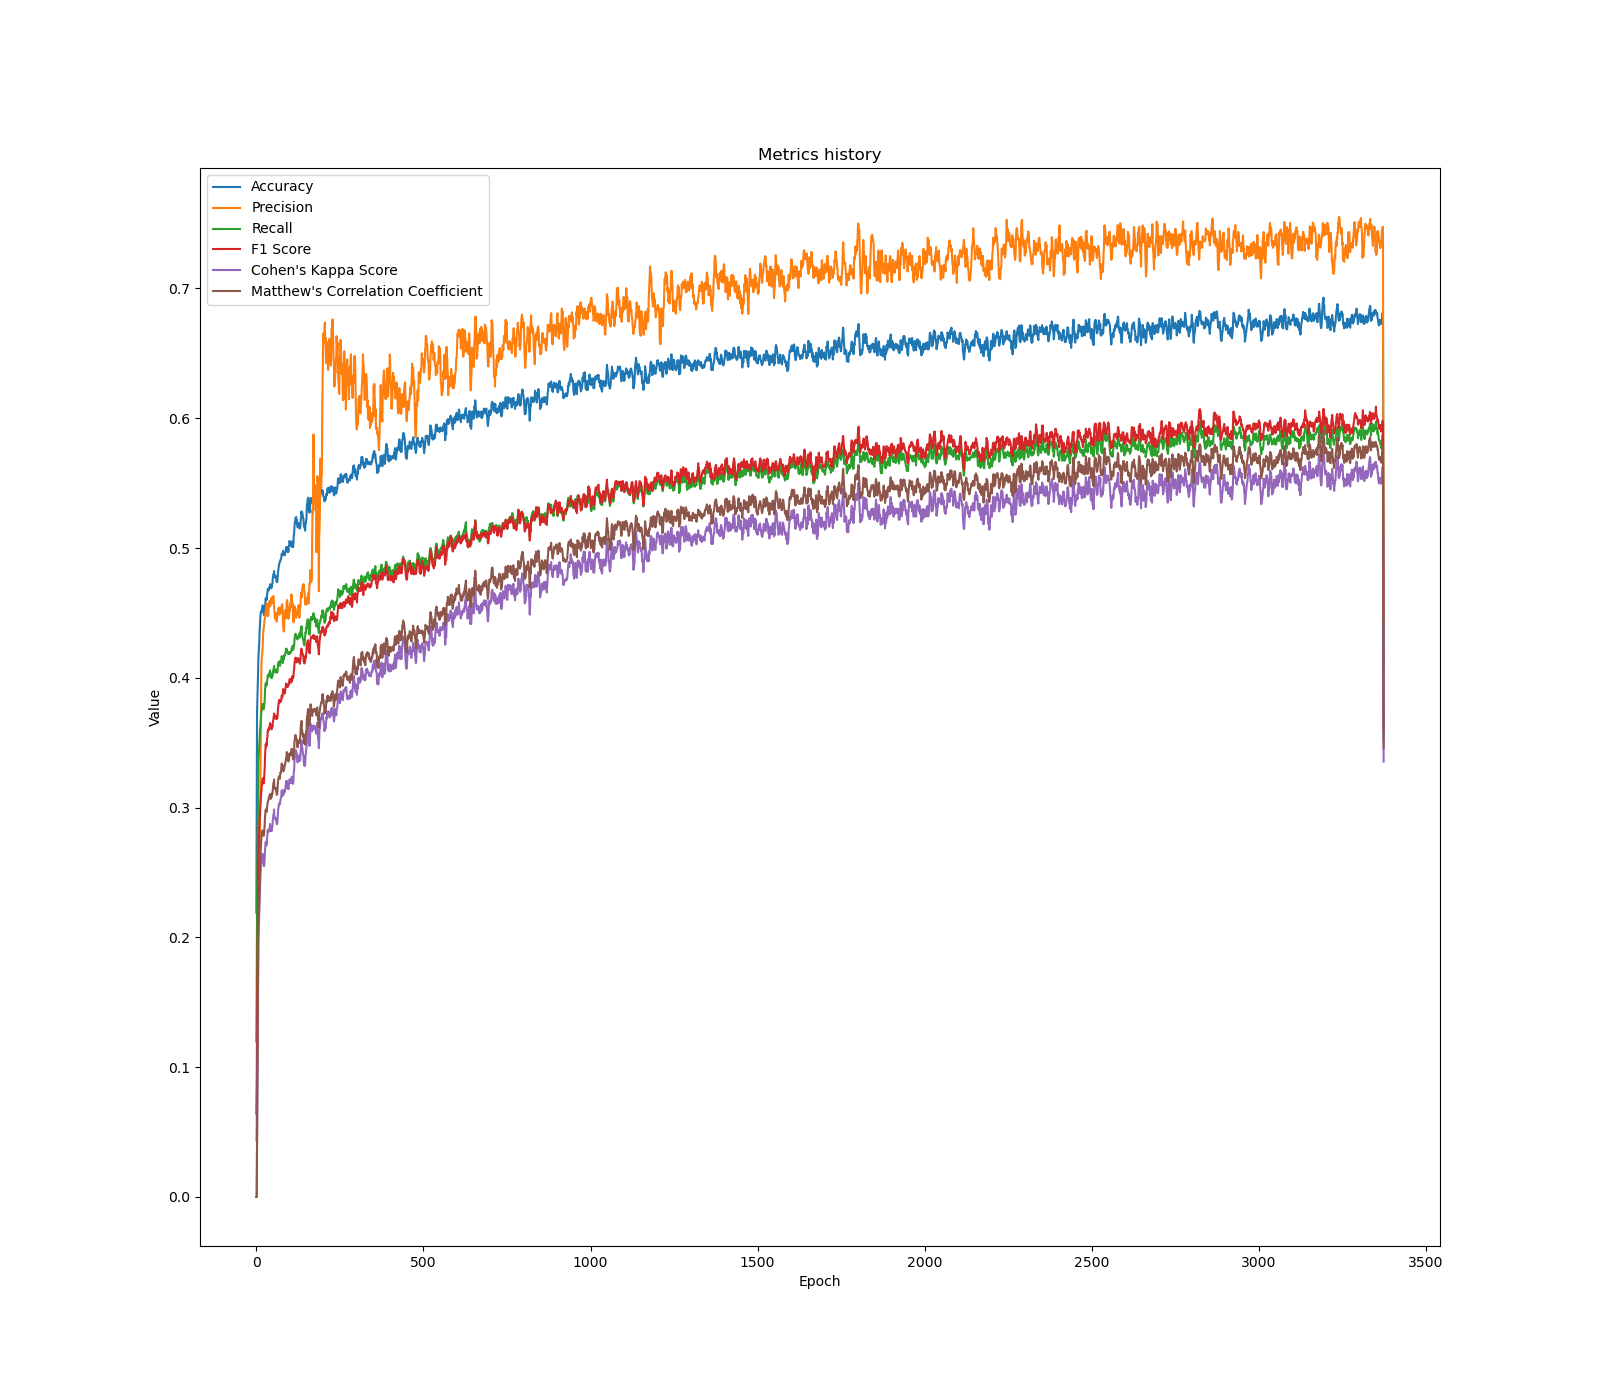 Metrics history
Accuracy
Precision
Recall
F1 Score
Cohen's Kappa Score
Matthew's Correlation Coefficient
0.7
0.6
0.5
0.4
0.3
0.2
0.1
0.0
Value
0 500 1000 1500 2000 2500 3000 3500
Epoch